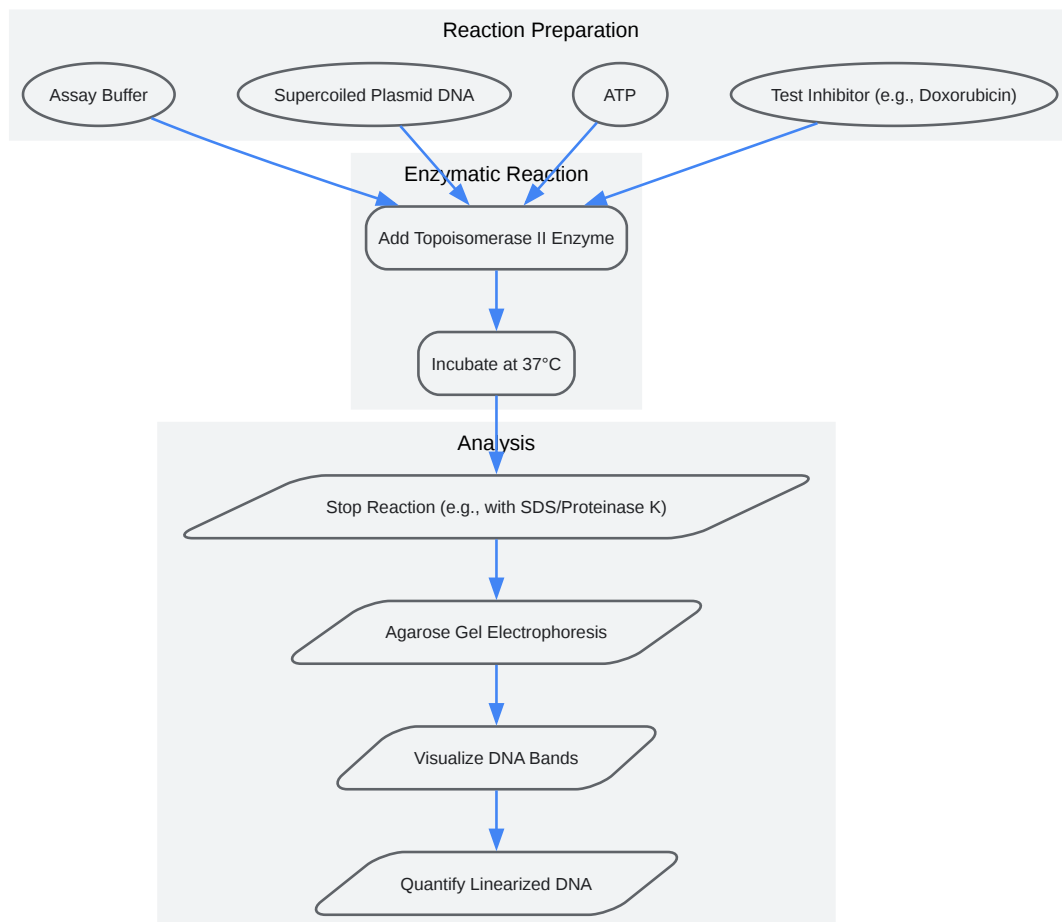 Reaction Preparation
Assay Buffer
Supercoiled Plasmid DNA
ATP
Test Inhibitor (e.g., Doxorubicin)
Enzymatic Reaction
Add Topoisomerase II Enzyme
Incubate at 37°C
Analysis
Stop Reaction (e.g., with SDS/Proteinase K)
Agarose Gel Electrophoresis
Visualize DNA Bands
Quantify Linearized DNA